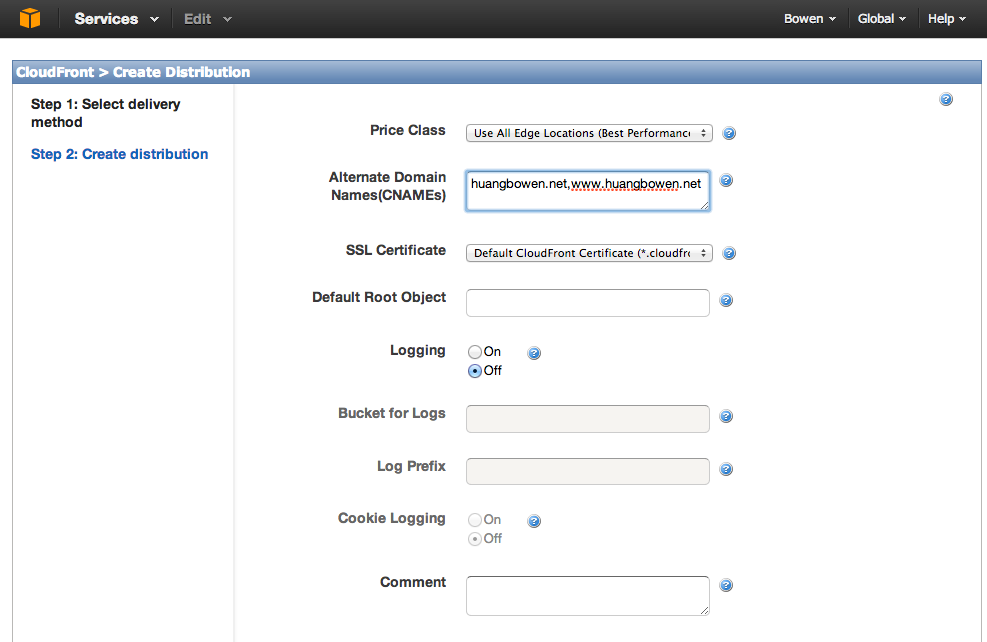 Services Edit Bowen Global Help
CloudFront > Create Distribution
Step 1: Select delivery
method
Step 2: Create distribution
Price Class Use All Edge Locations (Best Performanc
Alternate Domain
Names(CNAMEs)
huangbowen.net,www.huangbowen.net
SSL Certificate Default CloudFront Certificate (*.cloudfr
Default Root Object
Logging On
Off
Bucket for Logs
Log Prefix
Cookie Logging On
Off
Comment